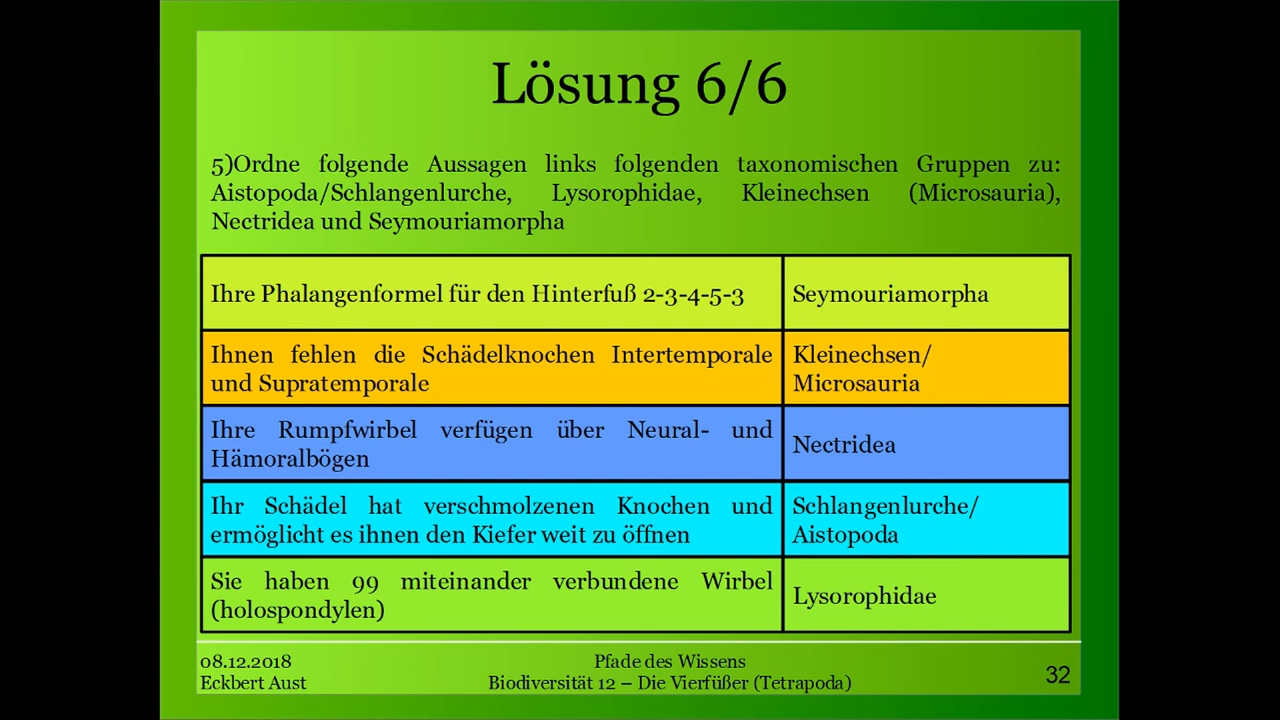 Lösung 6/6
5)Ordne folgende Aussagen links folgenden taxonomischen Gruppen zu:
Aistopoda/Schlangenlurche, Lysorophidae, Kleinechsen (Microsauria),
Nectridea und Seymouriamorpha
Ihre Phalangenformel für den Hinterfuß 2-3-4-5-3
Seymouriamorpha
Ihnen fehlen die Schädelknochen Intertemporale
und Supratemporale
Kleinechsen/
Microsauria
Ihre Rumpfwirbel verfügen über Neural- und
Hämoralbögen
Nectridea
Ihr Schädel hat verschmolzenen Knochen und
ermöglicht es ihnen den Kiefer weit zu öffnen
Schlangenlurche/
Aistopoda
Sie haben 99 miteinander verbundene Wirbel
(holospondylen)
Lysorophidae
08.12.2018
Eckbert Aust
Pfade des Wissens
Biodiversität 12 – Die Vierfüßer (Tetrapoda)
32